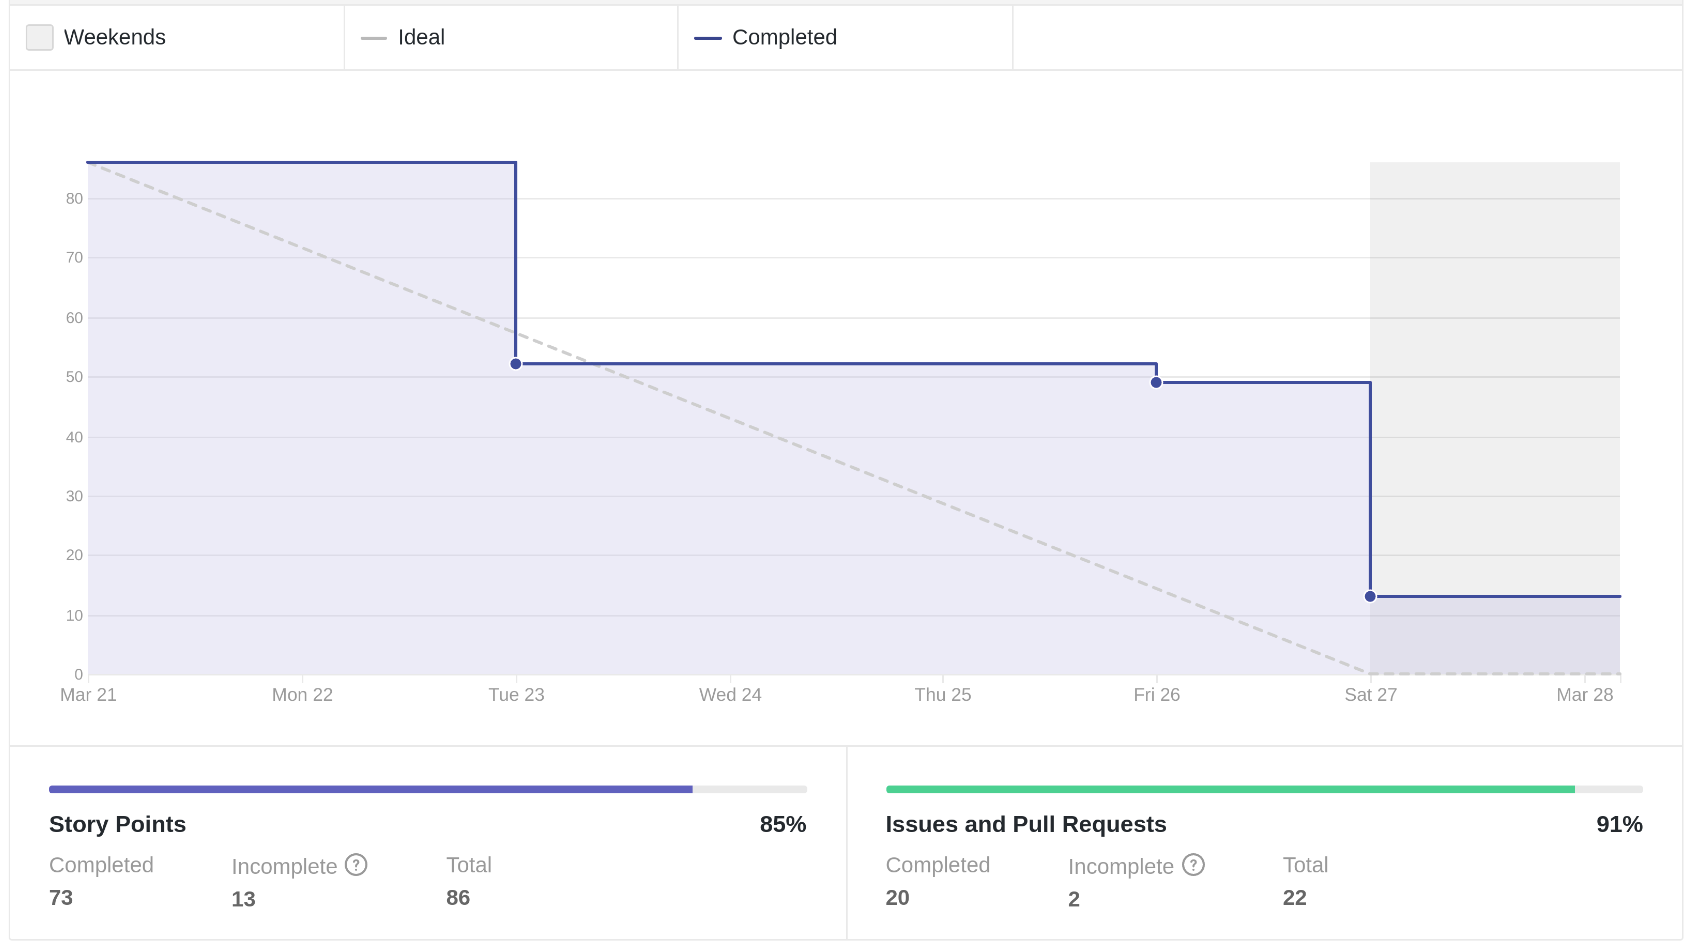 Weekends Ideal Completed
80
70
60
50
40
30
20
10
0
Mar 21 Mon 22 Tue 23 Wed 24 Thu 25 Fri 26 Sat 27 Mar 28
Story Points 85%
Completed Incomplete ? Total
73 13 86
Issues and Pull Requests 91%
Completed Incomplete ? Total
20 2 22